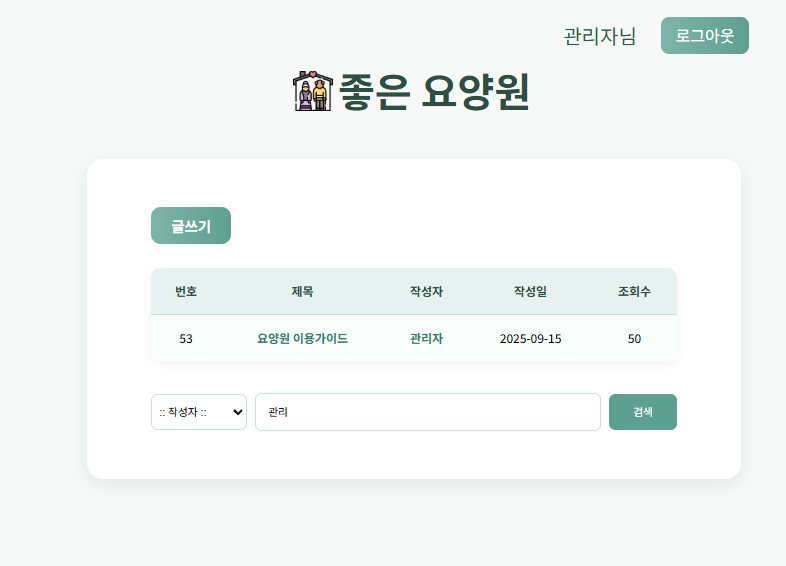 관리자님 로그아웃
좋은 요양원
글쓰기
번호 제목 작성자 작성일 조회수
53 요양원 이용가이드 관리자 2025-09-15 50
:: 작성자 :: 관리 검색